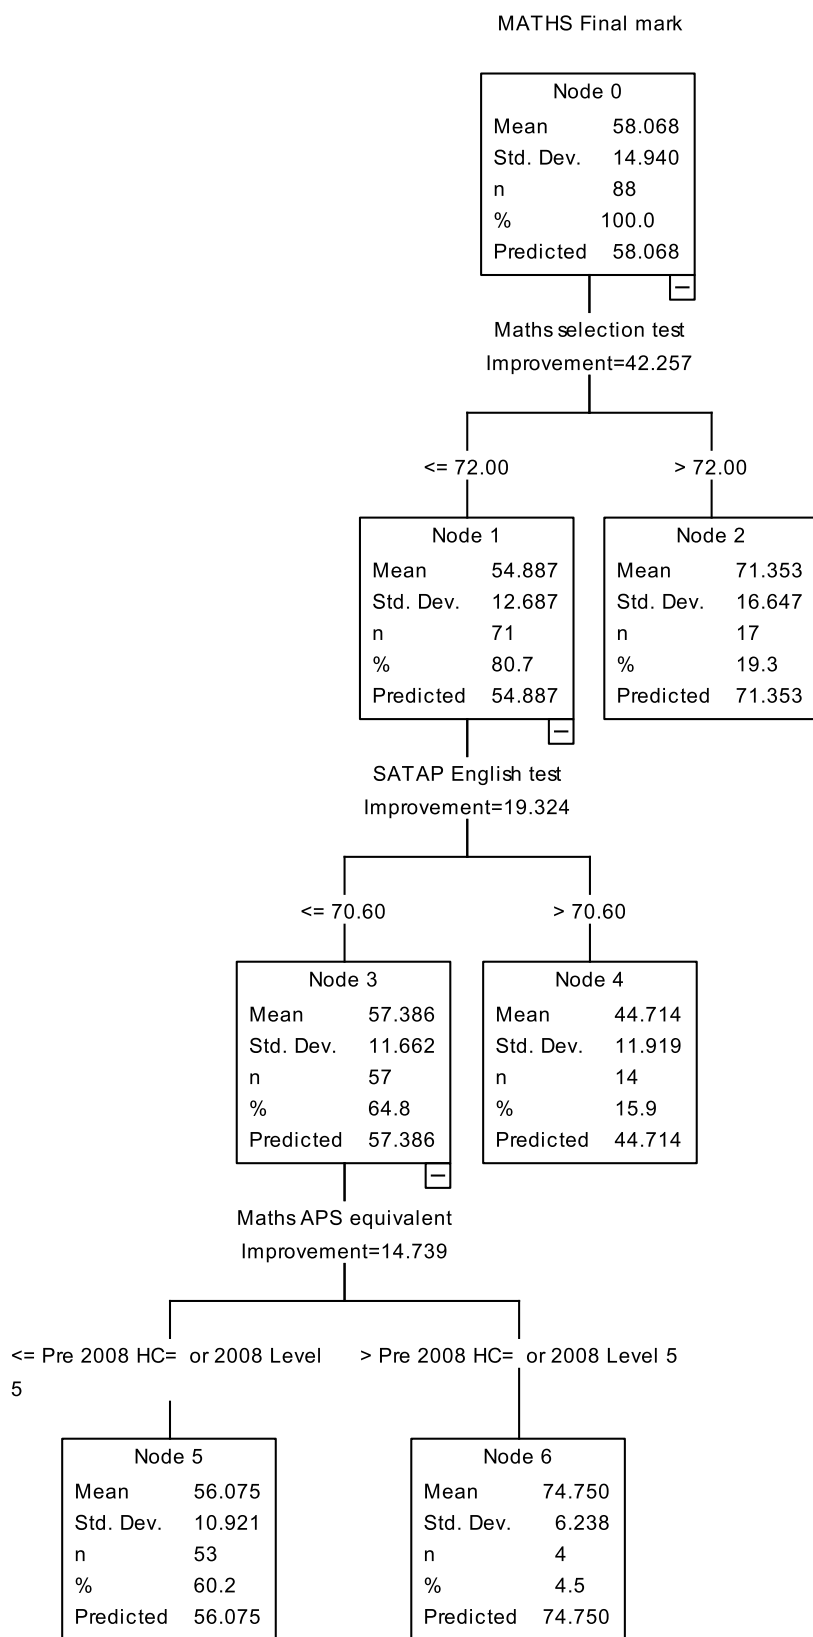 MATHS Final mark
Node 0
Mean 58.068
Std. Dev. 14.940
n 88
% 100.0
Predicted 58.068
Maths selection test
Improvement=42.257
<= 72.00
> 72.00
Node 1
Mean 54.887
Std. Dev. 12.687
n 71
% 80.7
Predicted 54.887
Node 2
Mean 71.353
Std. Dev. 16.647
n 17
% 19.3
Predicted 71.353
SATAP English test
Improvement=19.324
<= 70.60
> 70.60
Node 3
Mean 57.386
Std. Dev. 11.662
n 57
% 64.8
Predicted 57.386
Node 4
Mean 44.714
Std. Dev. 11.919
n 14
% 15.9
Predicted 44.714
Maths APS equivalent
Improvement=14.739
<= Pre 2008 HC= or 2008 Level
5
> Pre 2008 HC= or 2008 Level 5
Node 5
Mean 56.075
Std. Dev. 10.921
n 53
% 60.2
Predicted 56.075
Node 6
Mean 74.750
Std. Dev. 6.238
n 4
% 4.5
Predicted 74.750